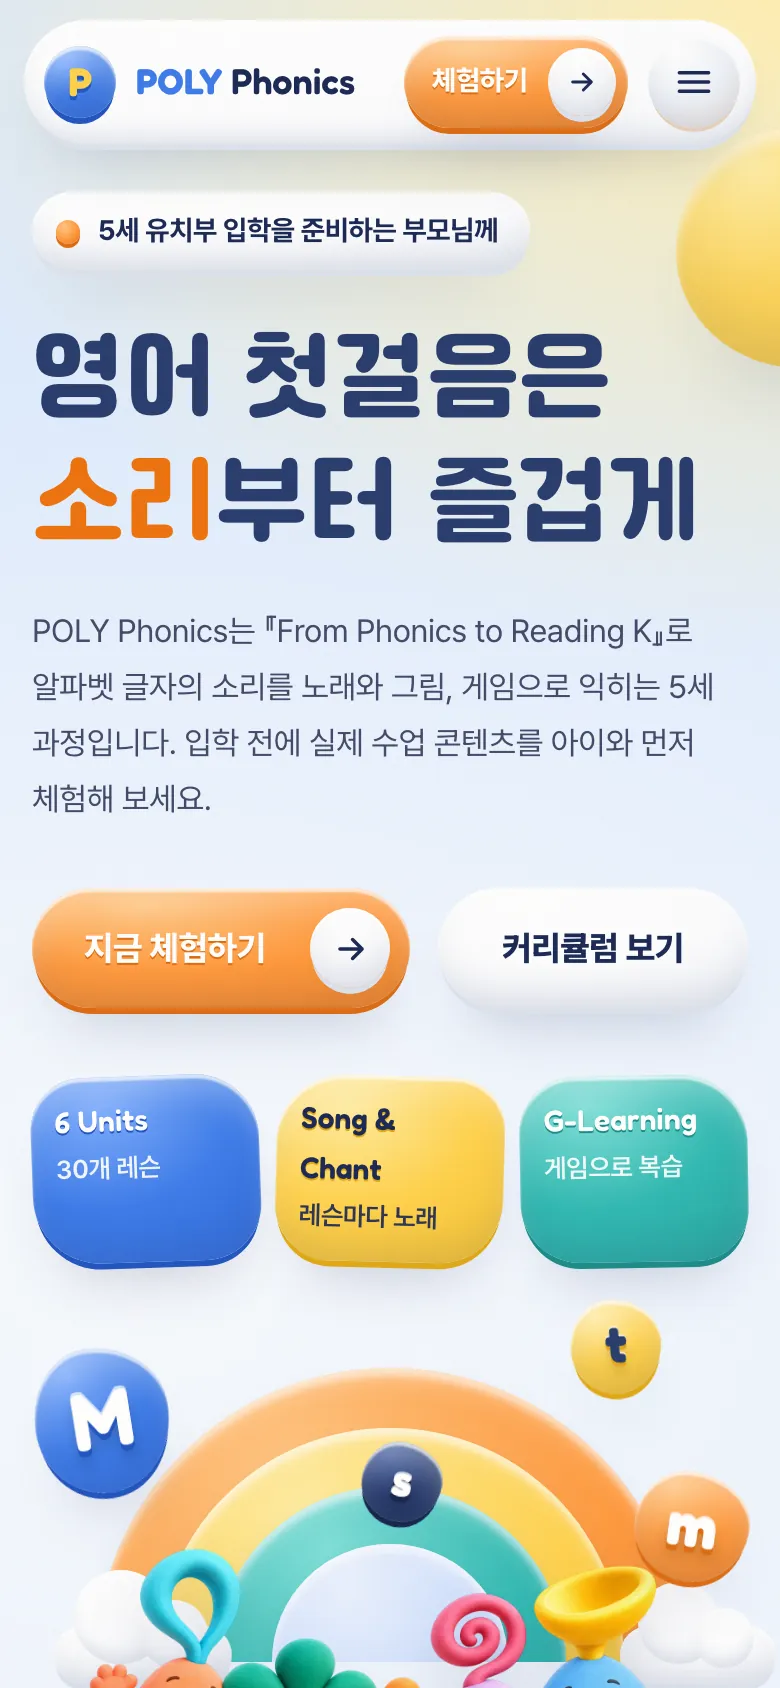 P POLY Phonics 체험하기
5세 유치부 입학을 준비하는 부모님께
영어 첫걸음은
소리부터 즐겁게
POLY Phonics는 『From Phonics to Reading K』로
알파벳 글자의 소리를 노래와 그림, 게임으로 익히는 5세
과정입니다. 입학 전에 실제 수업 콘텐츠를 아이와 먼저
체험해 보세요.
지금 체험하기
커리큘럼 보기
6 Units
30개 레슨
Song &
Chant
레슨마다 노래
G-Learning
게임으로 복습
t
M
s
m